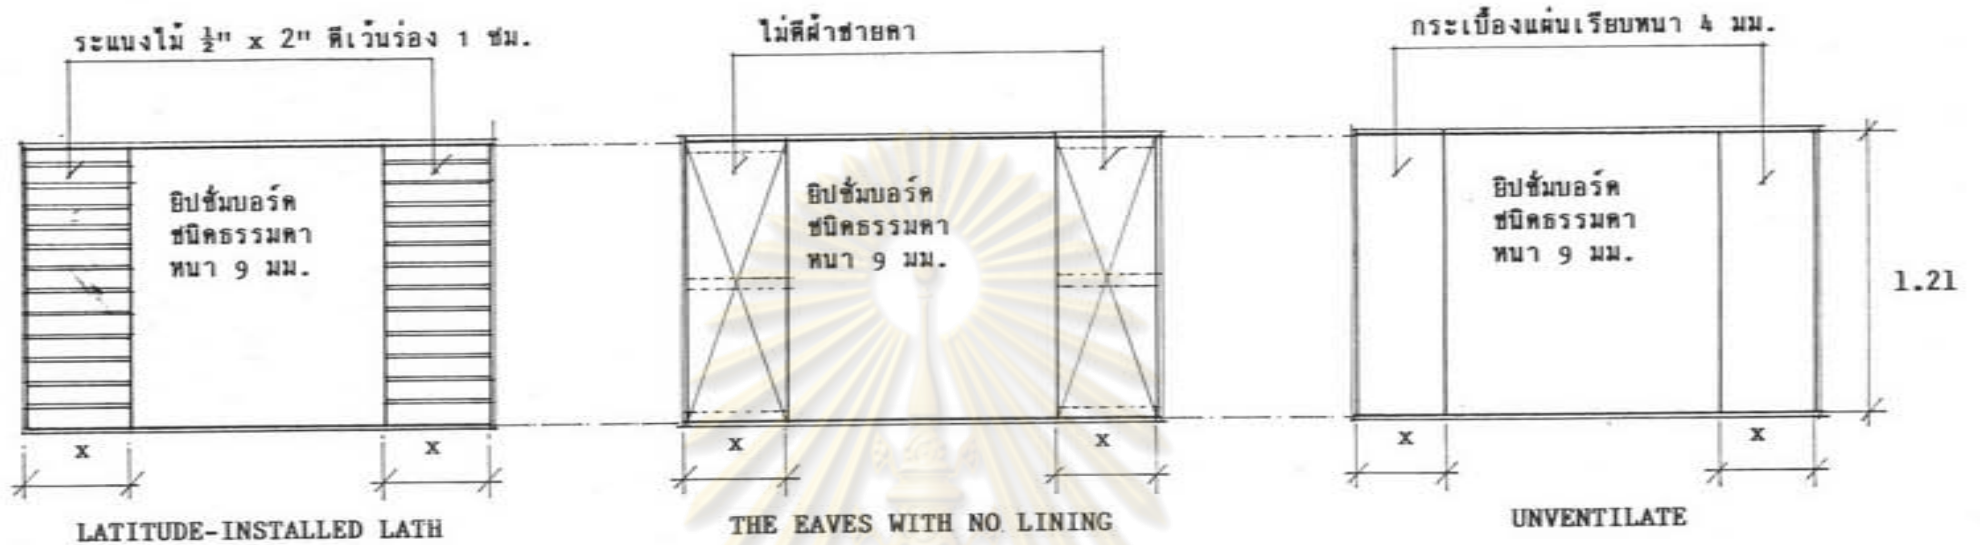 ระแนงไม้ ½" x 2" ตีเว้นร่อง 1 ซม.
ไม่ตีฝ้าชายคา
กระเบื้องแผ่นเรียบหนา 4 มม.
ยิปซั่มบอร์ด
ชนิดธรรมดา
หนา 9 มม.
ยิปซั่มบอร์ด
ชนิดธรรมดา
หนา 9 มม.
ยิปซั่มบอร์ด
ชนิดธรรมดา
หนา 9 มม.
1.21
x
x
x
x
x
x
LATITUDE-INSTALLED LATH
THE EAVES WITH NO LINING
UNVENTILATE